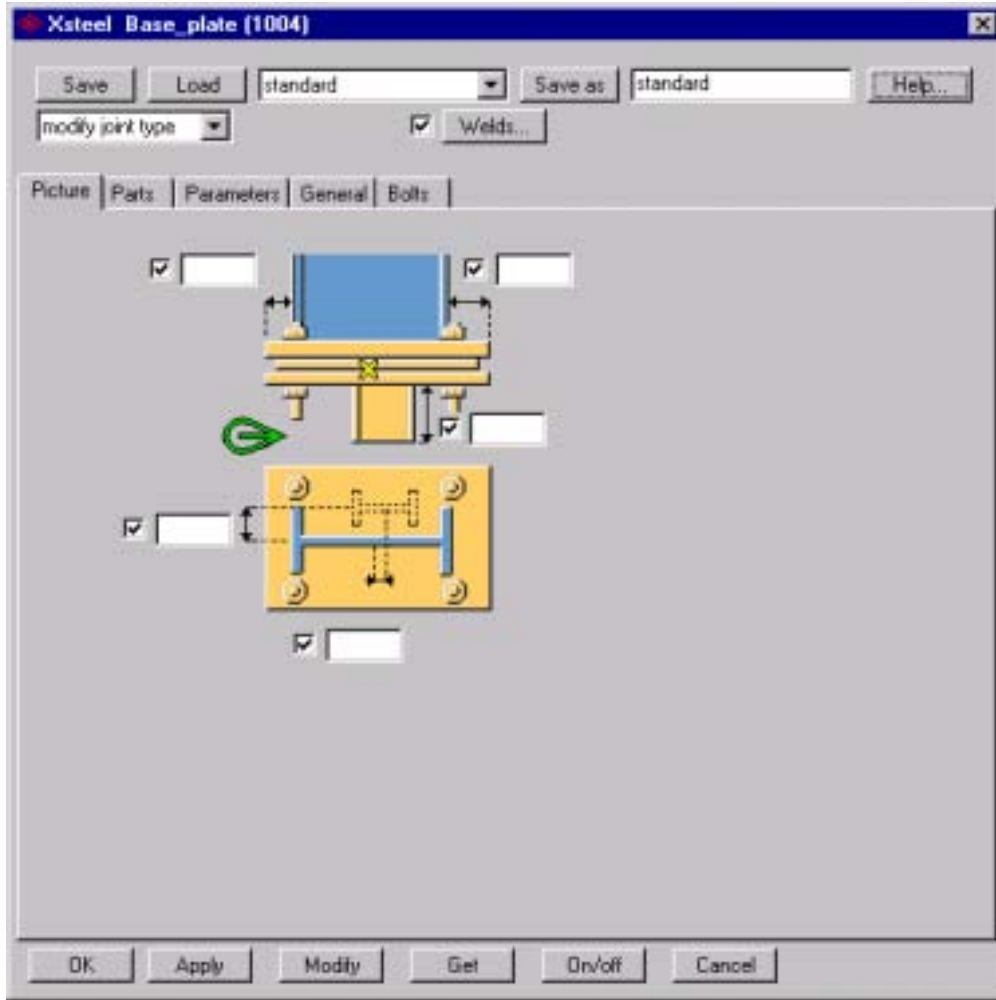 Xsteel Base_plate (1004)
Save Load standard Save as standard Help...
modify joint type Welds...
Picture Parts Parameters General Bolts
OK Apply Modify Get On/off Cancel